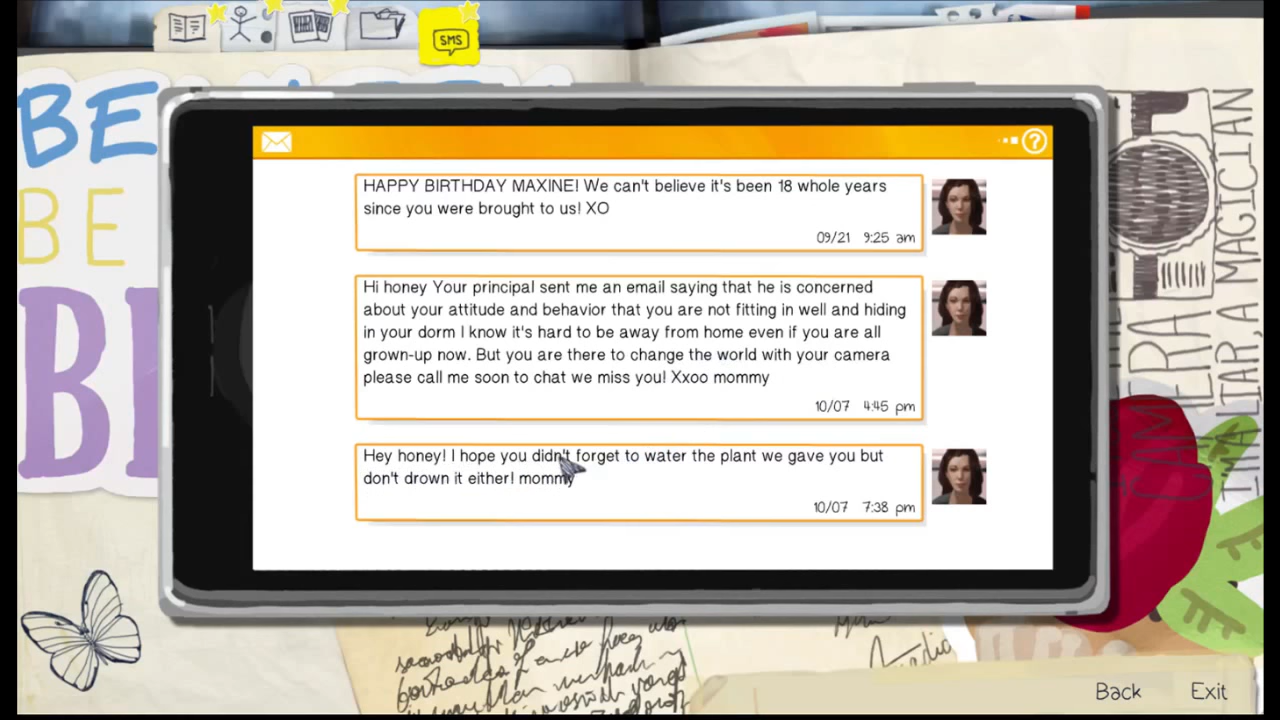 SMS
BE
BE
HAPPY BIRTHDAY MAXINE! We can't believe it's been 18 whole years
since you were brought to us! XO
09/21 9:25 am
Hi honey Your principal sent me an email saying that he is concerned
about your attitude and behavior that you are not fitting in well and hiding
in your dorm I know it's hard to be away from home even if you are all
grown-up now. But you are there to change the world with your camera
please call me soon to chat we miss you! Xxoo mommy
10/07 4:45 pm
Hey honey! I hope you didn't forget to water the plant we gave you but
don't drown it either! mommy
10/07 7:38 pm
?
MAGICIAN
Back
Exit